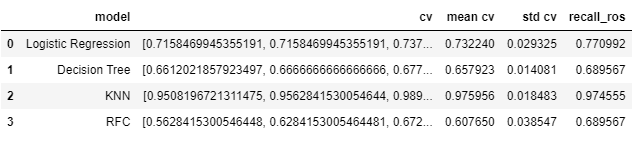 model cv mean cv std cv recall_ros
0 Logistic Regression [0.7158469945355191, 0.7158469945355191, 0.737... 0.732240 0.029325 0.770992
1 Decision Tree [0.6612021857923497, 0.6666666666666666, 0.677... 0.657923 0.014081 0.689567
2 KNN [0.9508196721311475, 0.9562841530054644, 0.989... 0.975956 0.018483 0.974555
3 RFC [0.5628415300546448, 0.6284153005464481, 0.672... 0.607650 0.038547 0.689567